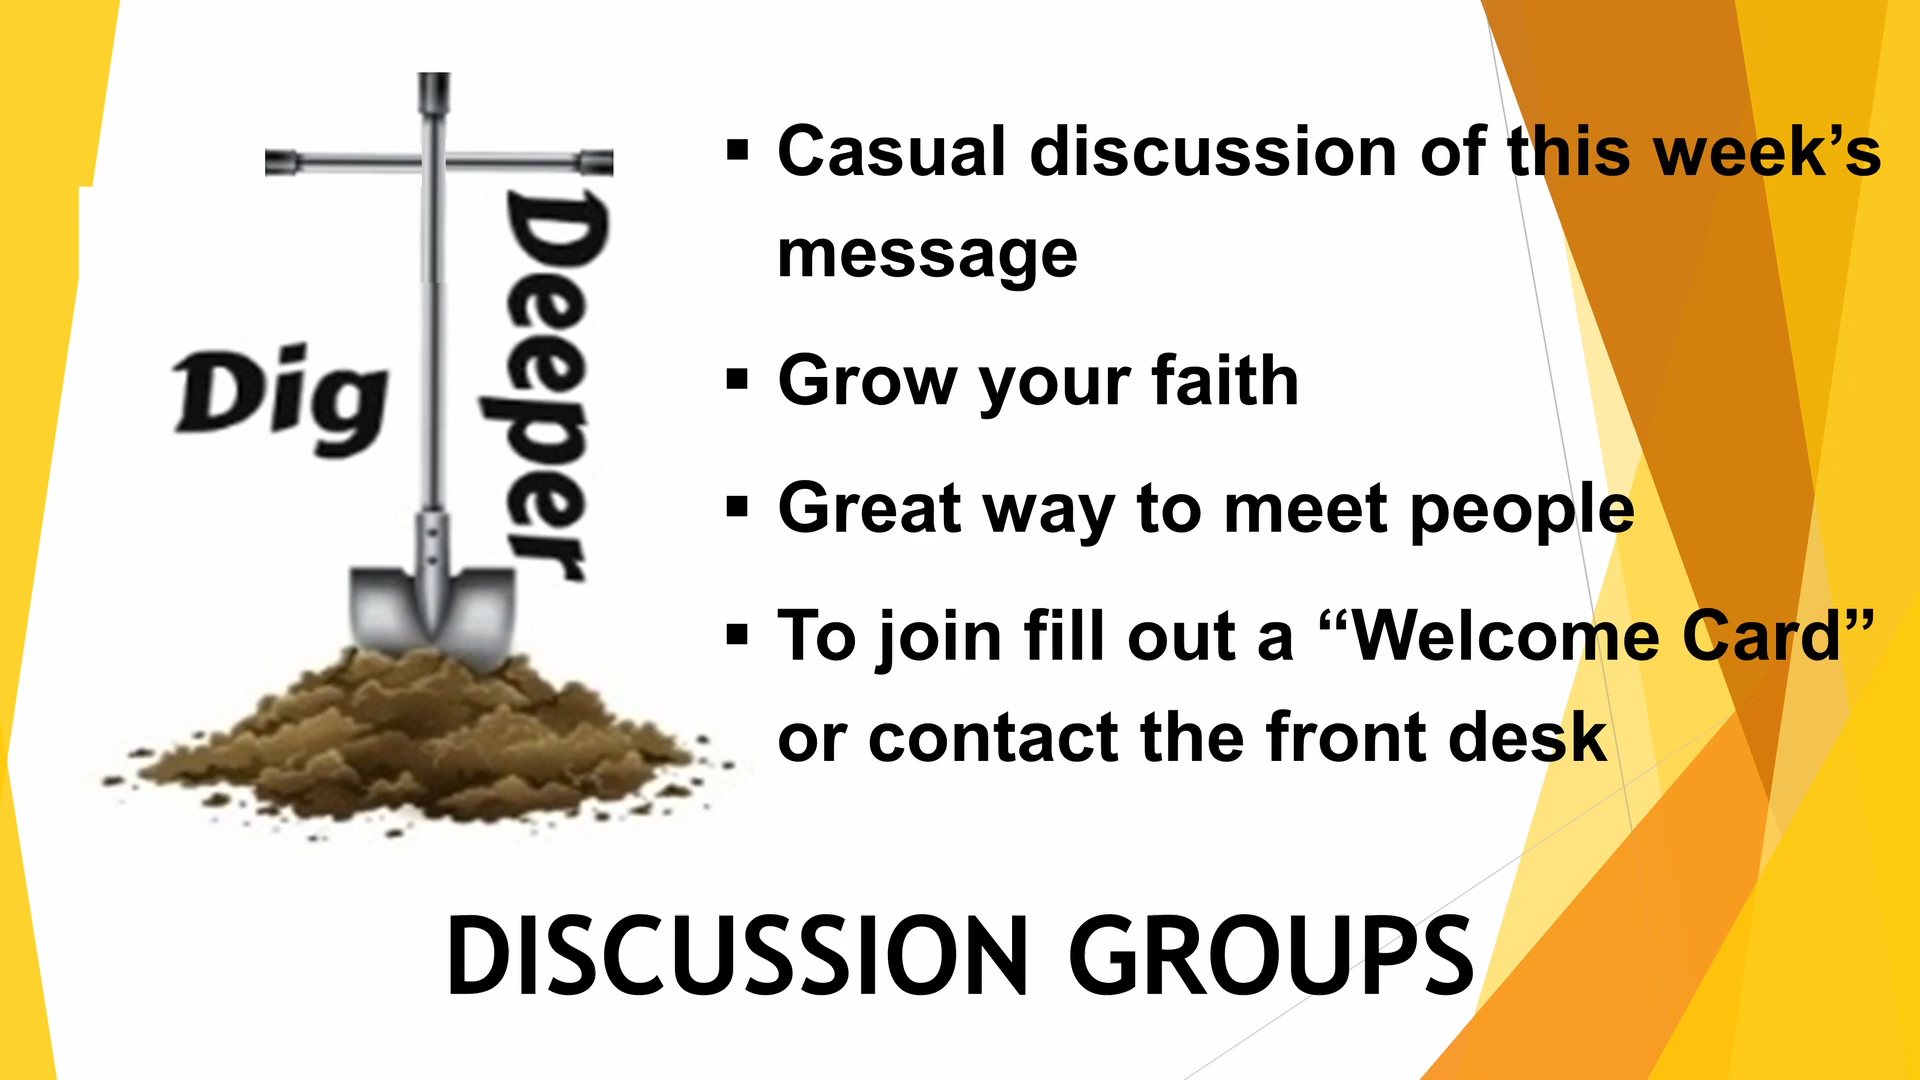 Dig
Deeper
▪ Casual discussion of this week’s
message
▪ Grow your faith
▪ Great way to meet people
▪ To join fill out a “Welcome Card”
or contact the front desk
DISCUSSION GROUPS